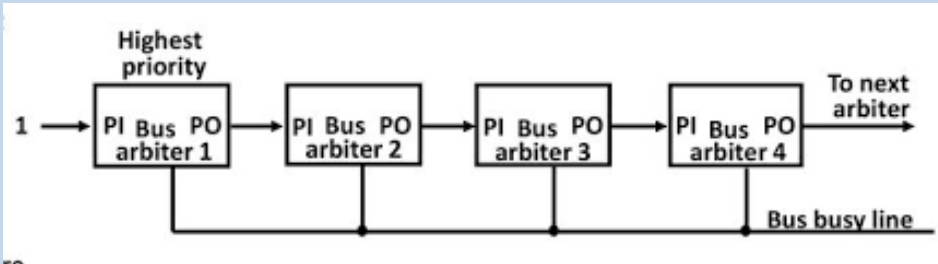 Highest
priority
1
PI Bus PO
arbiter 1
PI Bus PO
arbiter 2
PI Bus PO
arbiter 3
PI Bus PO
arbiter 4
To next
arbiter
Bus busy line